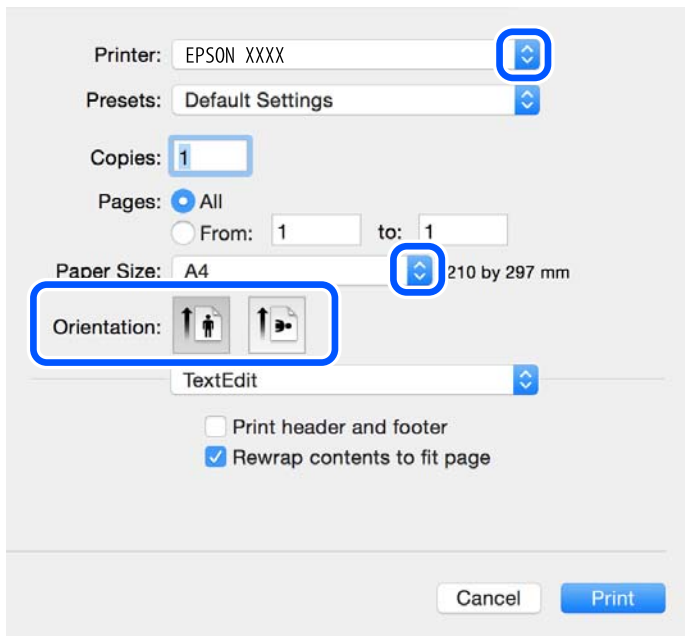 Printer: EPSON XXXX
Presets: Default Settings
Copies: 1
Pages: All
From: 1 to: 1
Paper Size: A4 210 by 297 mm
Orientation:
TextEdit
Print header and footer
Rewrap contents to fit page
Cancel Print